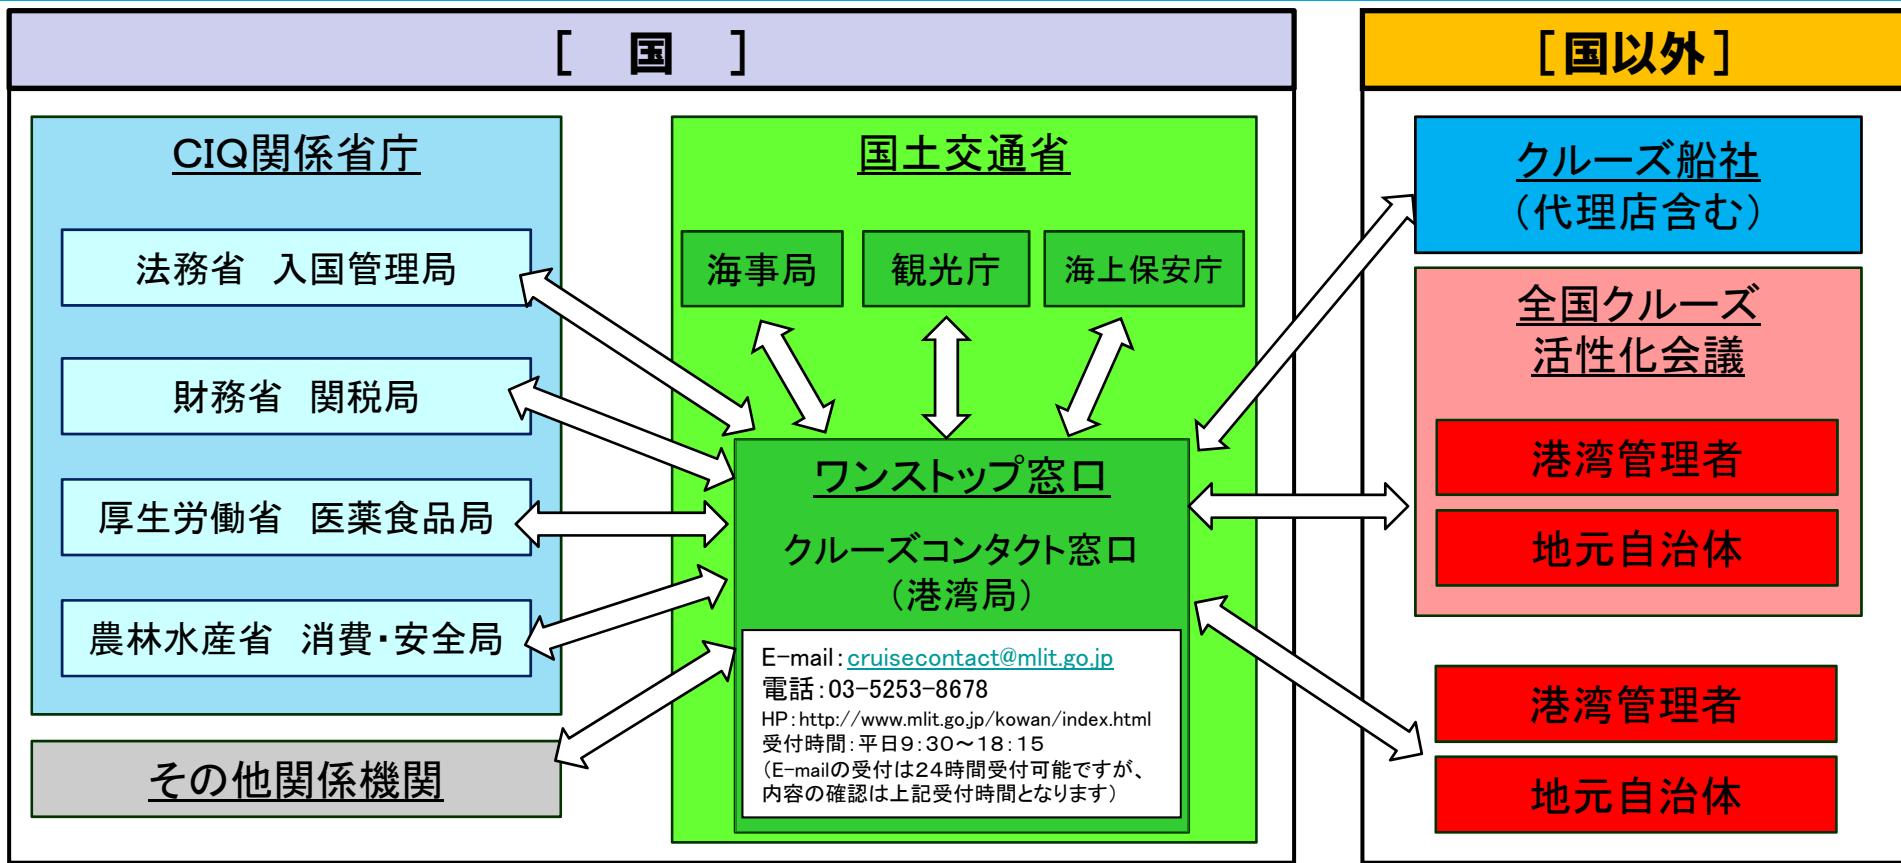 [　国　]
CIQ関係省庁
法務省　入国管理局
財務省　関税局
厚生労働省　医薬食品局
農林水産省　消費・安全局
その他関係機関
国土交通省
海事局
観光庁
海上保安庁
ワンストップ窓口
クルーズコンタクト窓口
（港湾局）
E-mail：cruisecontact@mlit.go.jp
電話：03-5253-8678
HP：http://www.mlit.go.jp/kowan/index.html
受付時間：平日９：３０～１８：１５
（E-mailの受付は２４時間受付可能ですが、
内容の確認は上記受付時間となります）
[国以外]
クルーズ船社
（代理店含む）
全国クルーズ
活性化会議
港湾管理者
地元自治体
港湾管理者
地元自治体